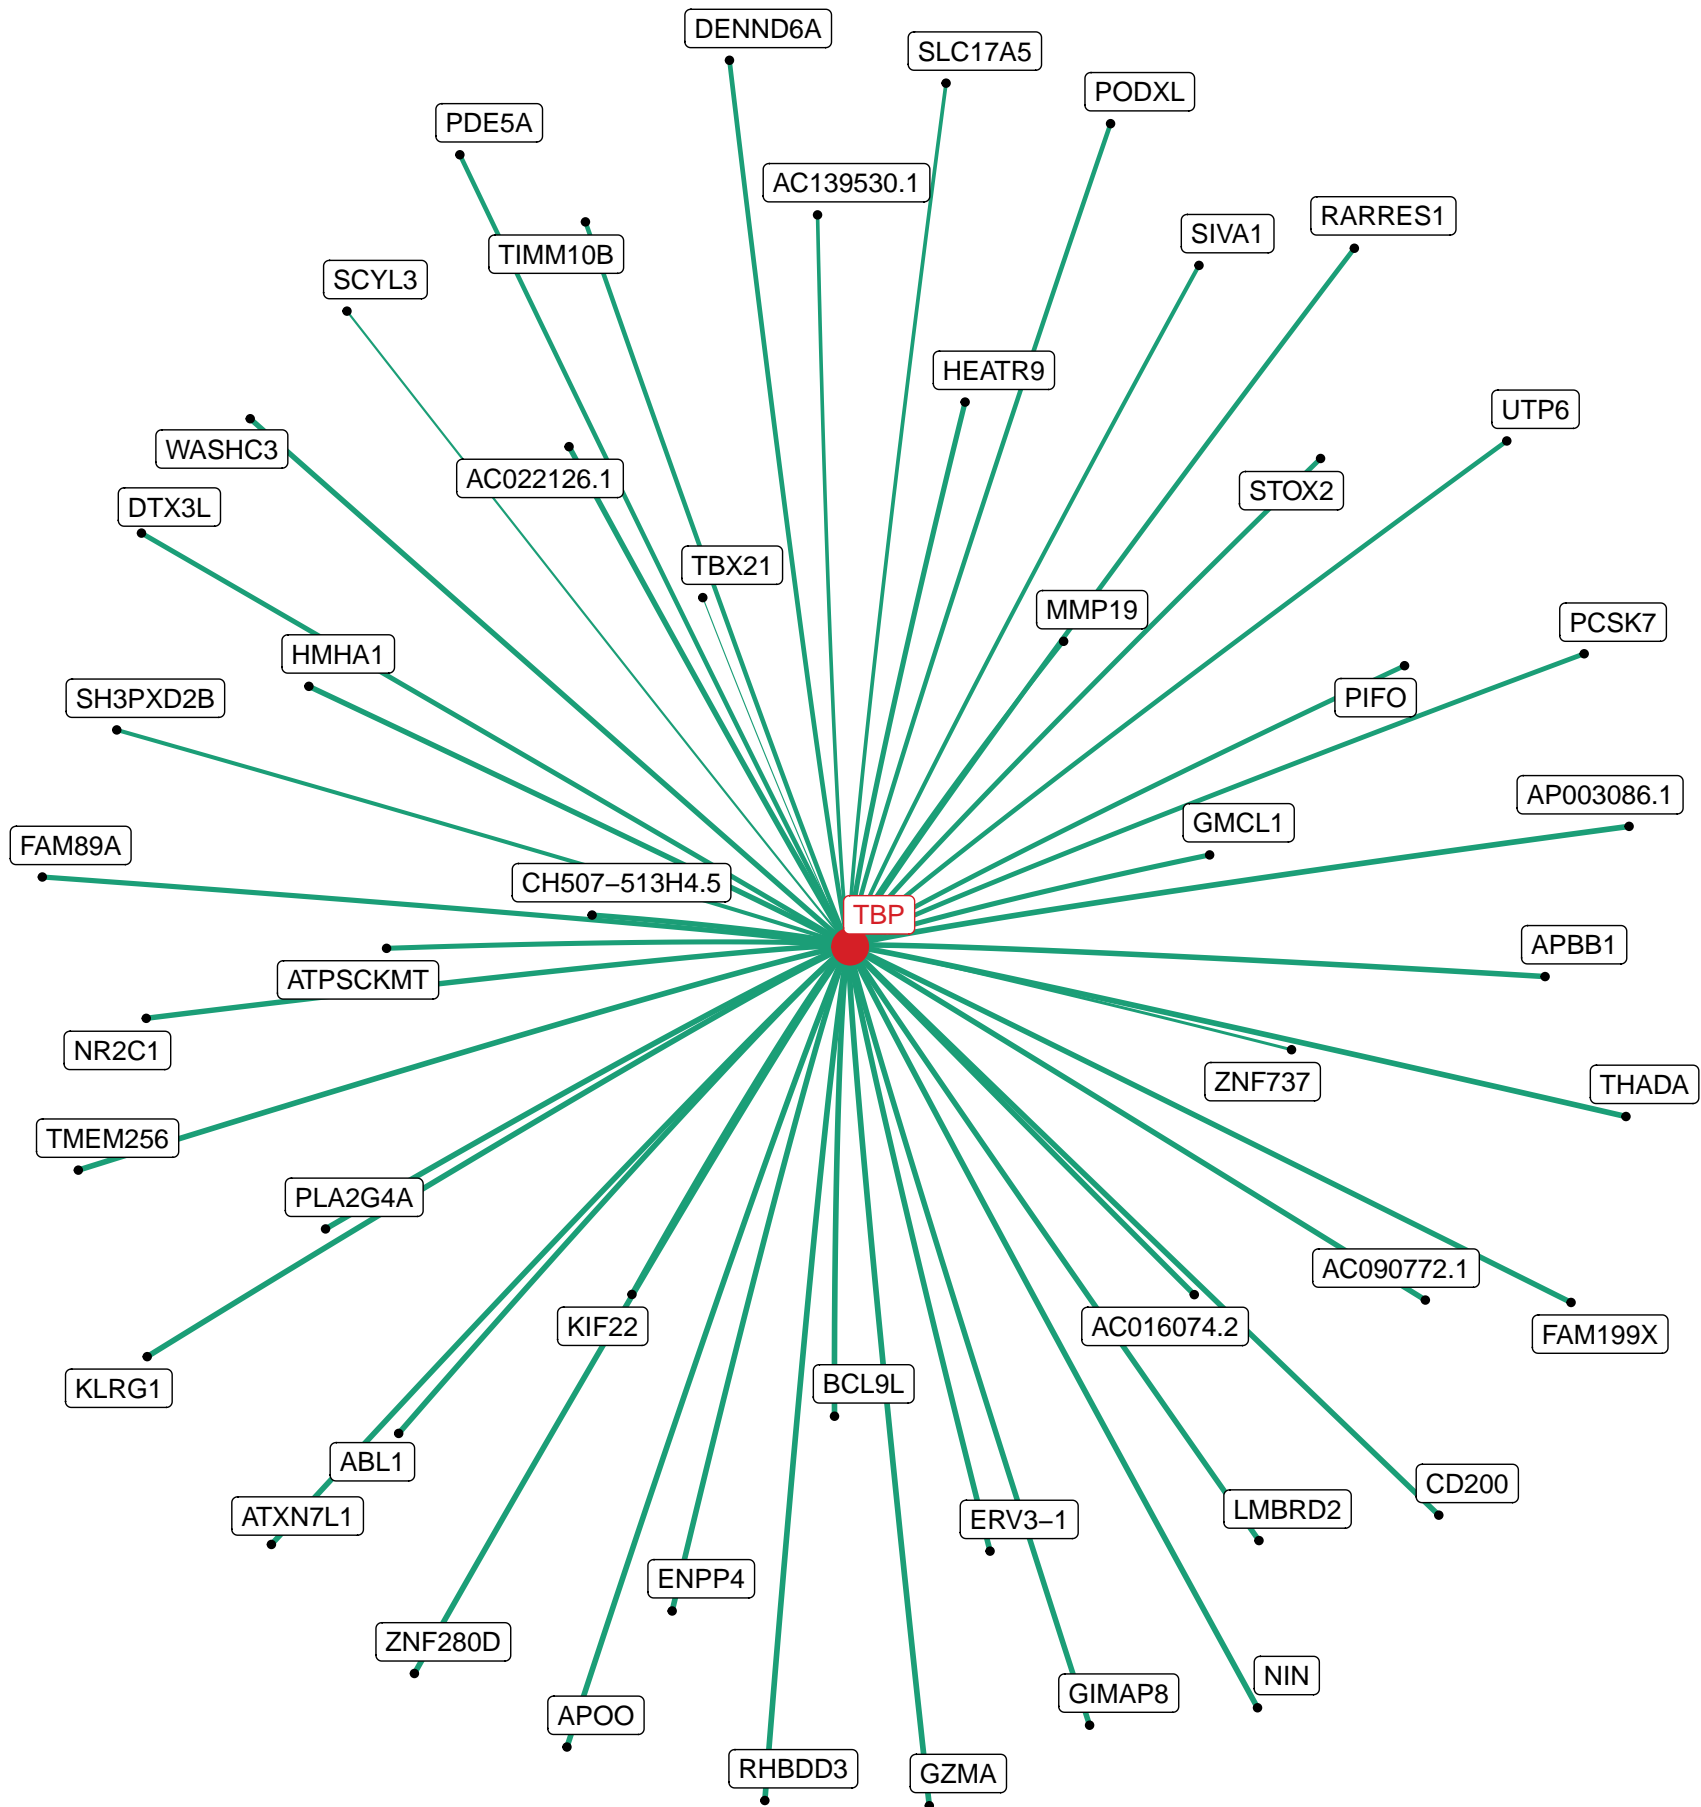 DENND6A
SLC17A5
PODXL
PDE5A
AC139530.1
RARRES1
SIVA1
TIMM10B
SCYL3
HEATR9
UTP6
WASHC3
AC022126.1
STOX2
DTX3L
TBX21
MMP19
PCSK7
HMHA1
SH3PXD2B
PIFO
AP003086.1
GMCL1
FAM89A
CH507−513H4.5
TBP
APBB1
ATPSCKMT
NR2C1
ZNF737
THADA
TMEM256
PLA2G4A
AC090772.1
KIF22
AC016074.2
FAM199X
KLRG1
BCL9L
ABL1
CD200
ATXN7L1
LMBRD2
ERV3−1
ENPP4
ZNF280D
NIN
GIMAP8
APOO
RHBDD3
GZMA